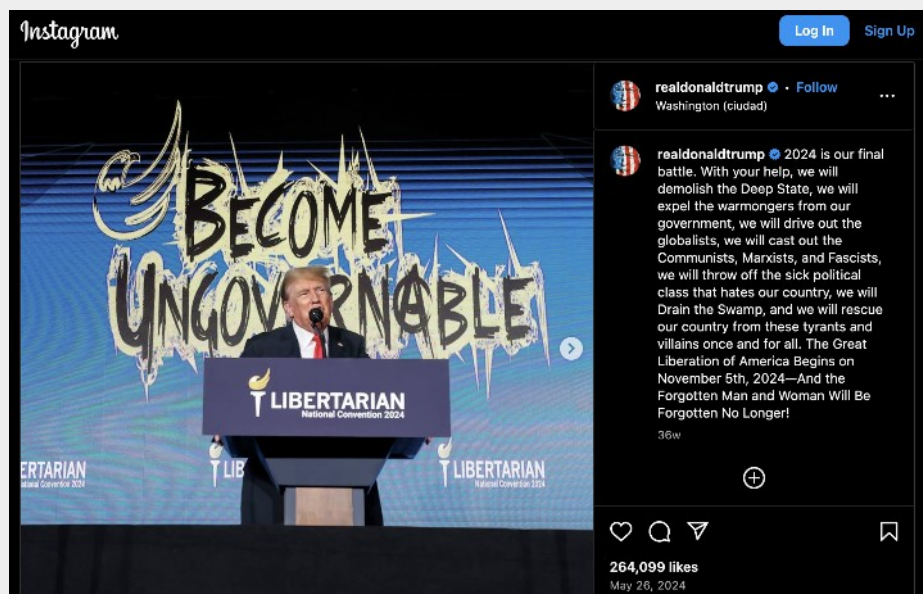 Instagram
Log In
Sign Up
BECOME
UNGOVERNABLE
LIBERTARIAN
National Convention 2024
ERTARIAN
National Convention 2024
LIB
LIBERTARIAN
National Convention 2024
realdonaldtrump • Follow
Washington (ciudad)
realdonaldtrump 2024 is our final
battle. With your help, we will
demolish the Deep State, we will
expel the warmongers from our
government, we will drive out the
globalists, we will cast out the
Communists, Marxists, and Fascists,
we will throw off the sick political
class that hates our country, we will
Drain the Swamp, and we will rescue
our country from these tyrants and
villains once and for all. The Great
Liberation of America Begins on
November 5th, 2024—And the
Forgotten Man and Woman Will Be
Forgotten No Longer!
36w
264,099 likes
May 26, 2024